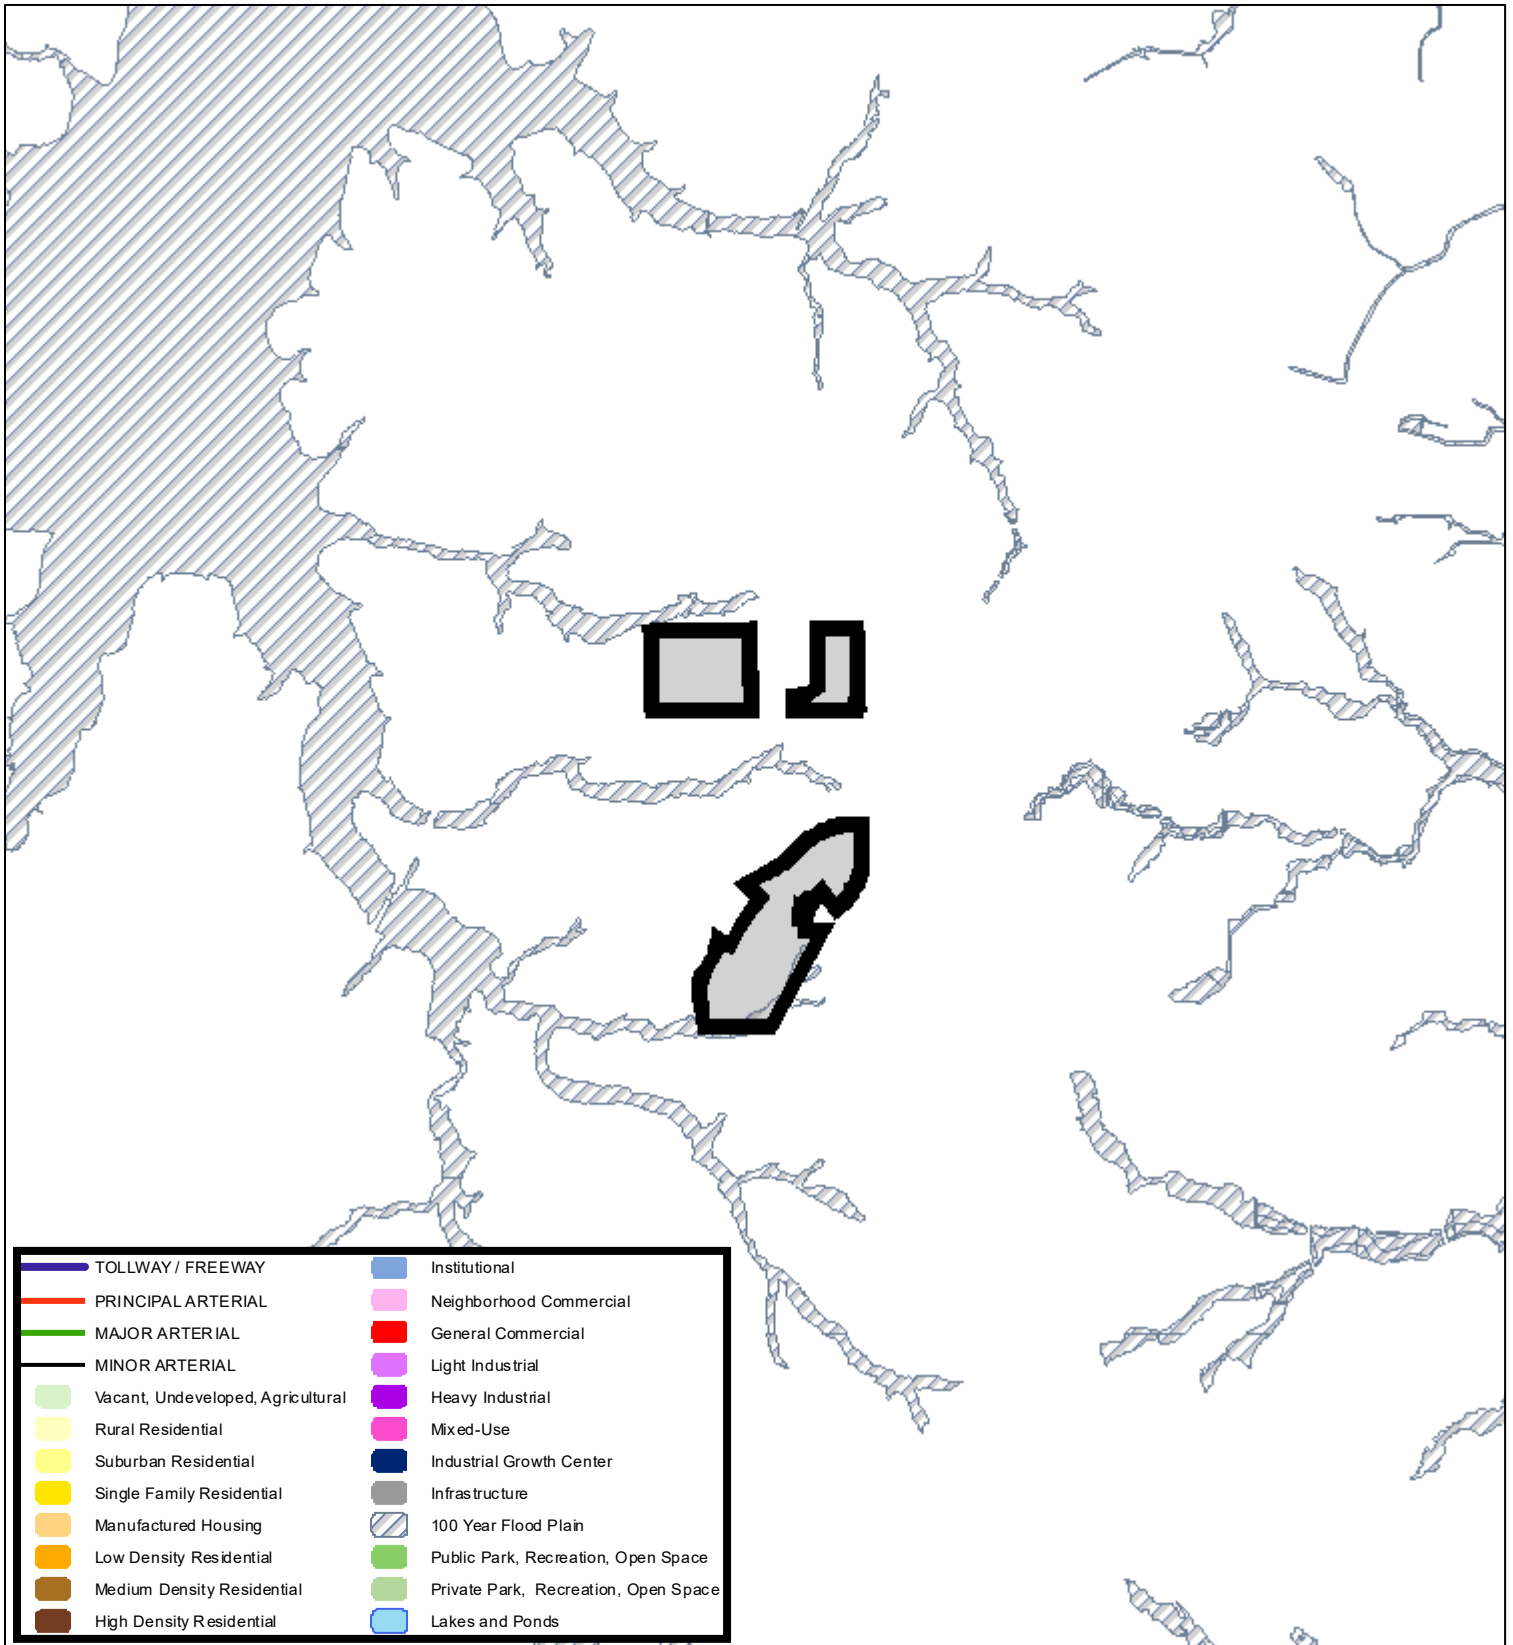 TOLLWAY / FREEWAY
PRINCIPAL ARTERIAL
MAJOR ARTERIAL
MINOR ARTERIAL
Vacant, Undeveloped, Agricultural
Rural Residential
Suburban Residential
Single Family Residential
Manufactured Housing
Low Density Residential
Medium Density Residential
High Density Residential
Institutional
Neighborhood Commercial
General Commercial
Light Industrial
Heavy Industrial
Mixed-Use
Industrial Growth Center
Infrastructure
100 Year Flood Plain
Public Park, Recreation, Open Space
Private Park, Recreation, Open Space
Lakes and Ponds